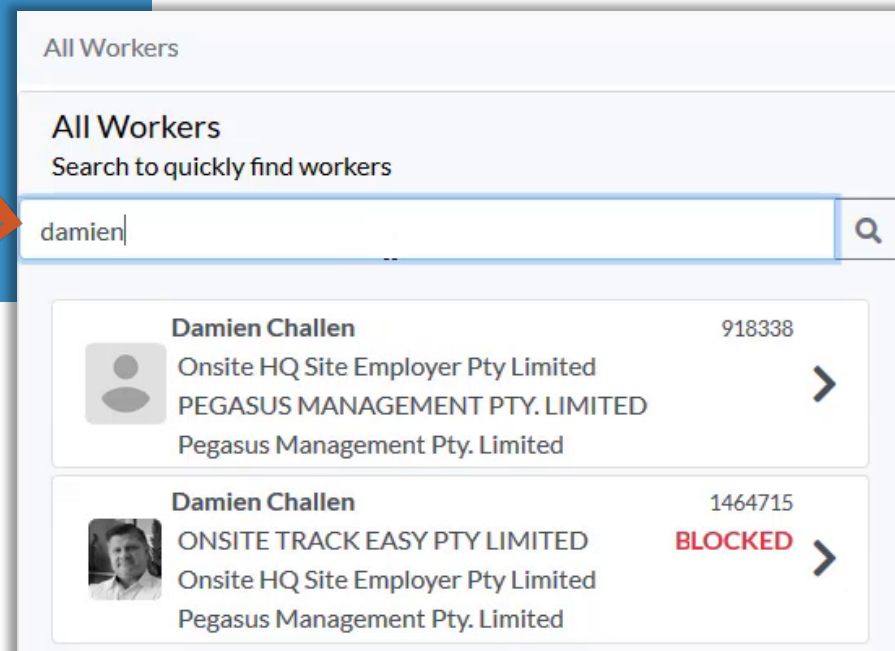 All Workers
All Workers
Search to quickly find workers
damien
Damien Challen 918338
Onsite HQ Site Employer Pty Limited
PEGASUS MANAGEMENT PTY. LIMITED
Pegasus Management Pty. Limited
Damien Challen 1464715
ONSITE TRACK EASY PTY LIMITED BLOCKED
Onsite HQ Site Employer Pty Limited
Pegasus Management Pty. Limited